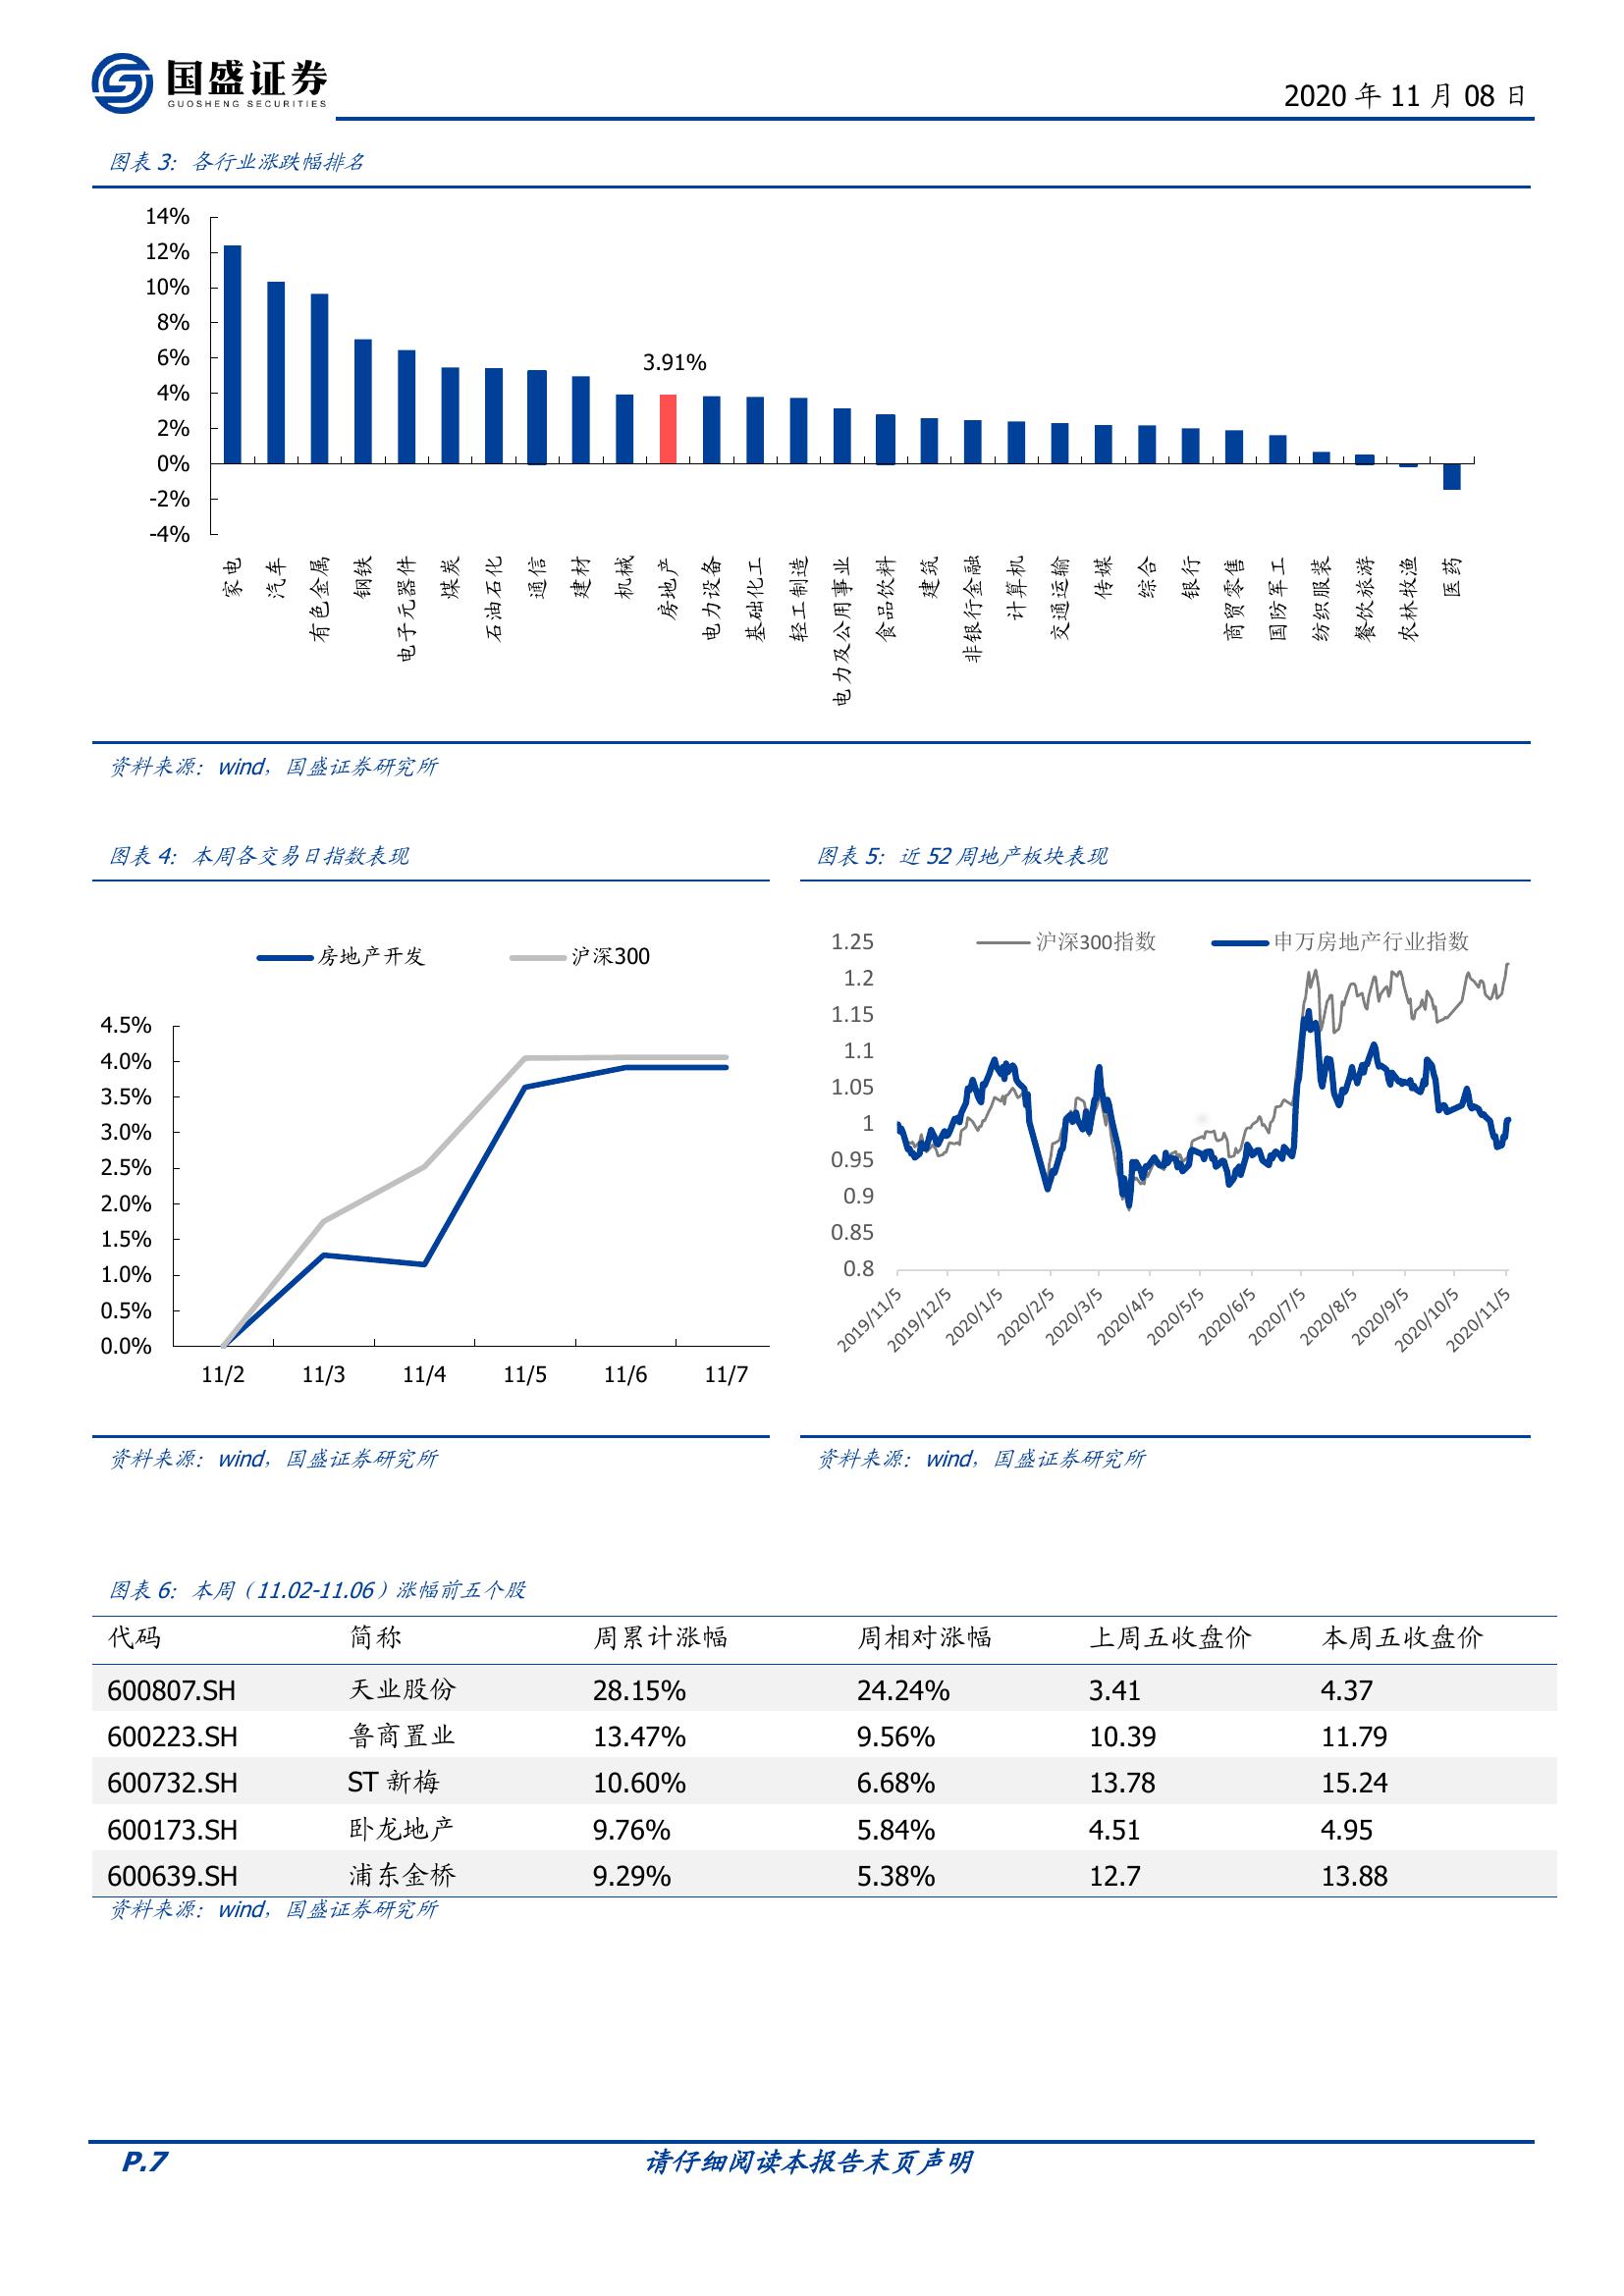 国盛证券
GUOSHENG SECURITIES
2020 年 11 月 08 日
图表 3：各行业涨跌幅排名
14%
12%
10%
8%
6%
4%
2%
0%
-2%
-4%
3.91%
家电 汽车 有色金属 钢铁 电子元器件 煤炭 石油石化 通信 建材 机械 房地产 电力设备 基础化工 轻工制造 电力及公用事业 食品饮料 建筑 非银行金融 计算机 交通运输 传媒 综合 银行 商贸零售 国防军工 纺织服装 餐饮旅游 农林牧渔 医药
资料来源：wind，国盛证券研究所
图表 4：本周各交易日指数表现
房地产开发 沪深300
4.5%
4.0%
3.5%
3.0%
2.5%
2.0%
1.5%
1.0%
0.5%
0.0%
11/2 11/3 11/4 11/5 11/6 11/7
资料来源：wind，国盛证券研究所
图表 5：近 52 周地产板块表现
沪深300指数 申万房地产行业指数
1.25
1.2
1.15
1.1
1.05
1
0.95
0.9
0.85
0.8
2019/11/5 2019/12/5 2020/1/5 2020/2/5 2020/3/5 2020/4/5 2020/5/5 2020/6/5 2020/7/5 2020/8/5 2020/9/5 2020/10/5 2020/11/5
资料来源：wind，国盛证券研究所
图表 6：本周（11.02-11.06）涨幅前五个股
代码 简称 周累计涨幅 周相对涨幅 上周五收盘价 本周五收盘价
600807.SH 天业股份 28.15% 24.24% 3.41 4.37
600223.SH 鲁商置业 13.47% 9.56% 10.39 11.79
600732.SH ST 新梅 10.60% 6.68% 13.78 15.24
600173.SH 卧龙地产 9.76% 5.84% 4.51 4.95
600639.SH 浦东金桥 9.29% 5.38% 12.7 13.88
资料来源：wind，国盛证券研究所
P.7 请仔细阅读本报告末页声明